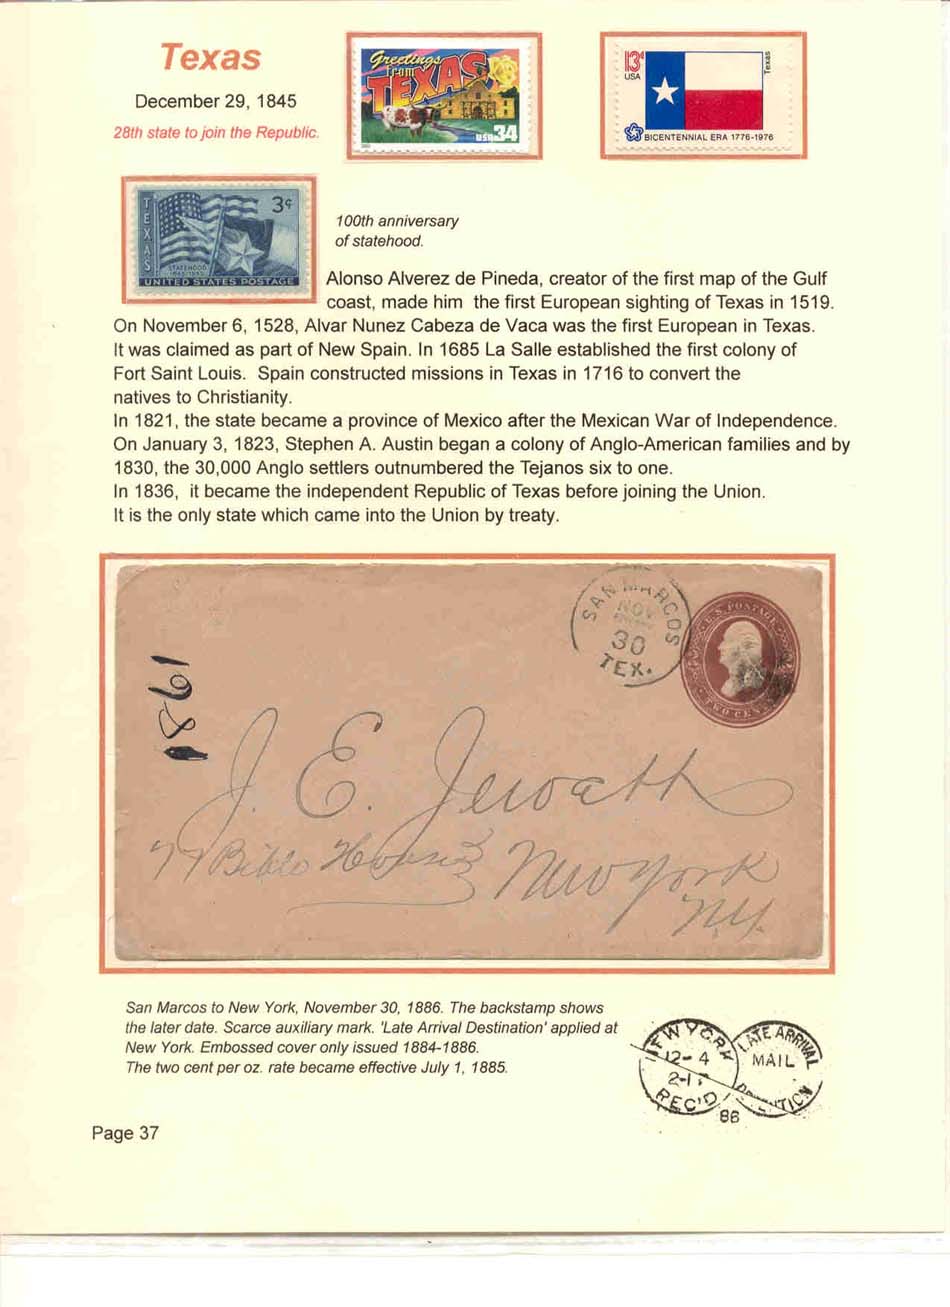 Texas
December 29, 1845
28th state to join the Republic.
Greetings
from
TEXAS
USA 34
13¢
USA
Texas
BICENTENNIAL ERA 1776-1976
TEXAS
3¢
STATEHOOD
1845-1945
UNITED STATES POSTAGE
100th anniversary
of statehood.
Alonso Alverez de Pineda, creator of the first map of the Gulf
coast, made him the first European sighting of Texas in 1519.
On November 6, 1528, Alvar Nunez Cabeza de Vaca was the first European in Texas.
It was claimed as part of New Spain. In 1685 La Salle established the first colony of
Fort Saint Louis. Spain constructed missions in Texas in 1716 to convert the
natives to Christianity.
In 1821, the state became a province of Mexico after the Mexican War of Independence.
On January 3, 1823, Stephen A. Austin began a colony of Anglo-American families and by
1830, the 30,000 Anglo settlers outnumbered the Tejanos six to one.
In 1836, it became the independent Republic of Texas before joining the Union.
It is the only state which came into the Union by treaty.
SAN MARCOS
NOV
30
TEX.
U.S. POSTAGE
TWO CEN
1861
J. E. Jewath
77 Bible House
New York
N.Y.
San Marcos to New York, November 30, 1886. The backstamp shows
the later date. Scarce auxiliary mark. 'Late Arrival Destination' applied at
New York. Embossed cover only issued 1884-1886.
The two cent per oz. rate became effective July 1, 1885.
EW YORK
12-4
REC'D
86
LATE ARRIVAL
MAIL
Page 37